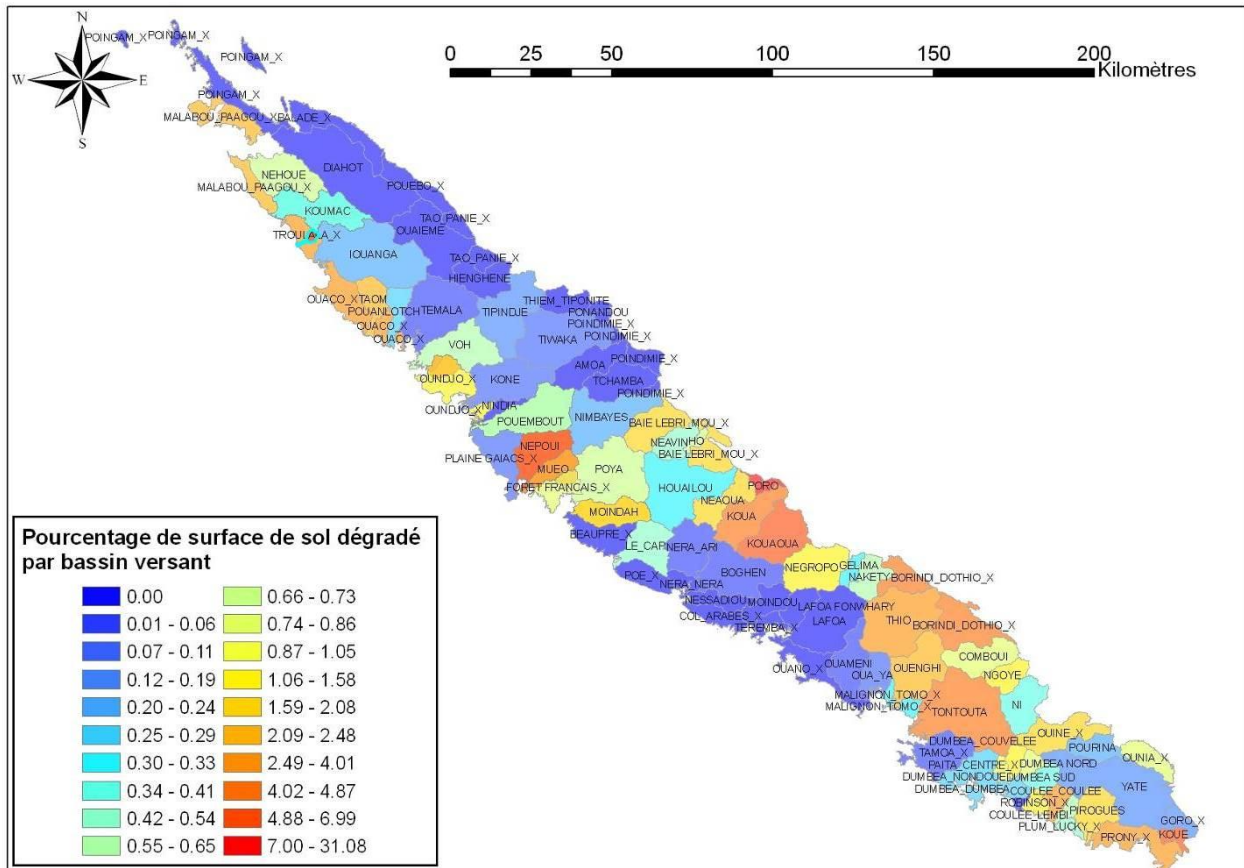 N
W
E
S
0
50
100
150
200
Kilomètres
POINGAM_X
POINGAM_X
POINGAM_X
POINGAM_X
MALABOU_PAAGOU_X
BALADE_X
DIAHOT
NEHOUE
MALABOU_PAAGOU_X
POUEBO_X
KOUMAC
TAO_PANIE_X
OUAIEME
IOUANGA
TAO_PANIE_X
HIENGHENE
OUACO_X
TAOM
THIEM_TIPONITE
POUANLOTCH
TEMALA
TIPINDJE
PONANDOU
OUACO_X
POINDIMIE_X
OUACO_X
TIWAKA
POINDIMIE_X
VOH
AMOA
POINDIMIE_X
OUNDJO_X
KONE
TCHAMBA
POINDIMIE_X
OUNDJO_X
NINDIA
POUEMBOUT
NIMBAYES
BAIE LEBRI_MOU_X
NEPOUI
NEAVIN
HO
PLAINE GAIACS_X
MUEO
POYA
BAIE LEBRI_MOU_X
FORET FRANCAIS_X
HOUAILOU
PORO
NEAOUA
MOINDAH
KOUA
BEAUPRE_X
KOUAOUA
LE_CAP
NERA_ARI
BOGHEN
NEGROPO
GELIMA
POE_X
NAKETY
BORINDI_DOTHIO_X
NERA_NERA
NESSADIOU
MOINDOU
LAFOA FONWHARY
COL_ARABES_X
LAFOA
THIO
BORINDI_DOTHIO_X
TEREMBA_X
COMBOUI
OUANO_X
OUAMENI
OUENGHI
OUA_YA
NGOYE
MALIGNON_TOMO_X
MALIGNON_TOMO_X
TONTOUTA
NI
OUINE_X
DUMBEA_COUVELEE
TAMOA_X
POURINA
OUNIA_X
PAITA_CENTRE_X
DUMBEA NORD
DUMBEA_NONDOUE
DUMBEA SUD
YATE
DUMBEA_DUMBEA
COULEE_COULEE
ROBINSON_X
PIROGUES
COULEE_LEMBI
GORO_X
PLUM_LUCKY_X
PRONY_X
KOUE
Pourcentage de surface de sol dégradé
par bassin versant
0.00
0.01 - 0.06
0.07 - 0.11
0.12 - 0.19
0.20 - 0.24
0.25 - 0.29
0.30 - 0.33
0.34 - 0.41
0.42 - 0.54
0.55 - 0.65
0.66 - 0.73
0.74 - 0.86
0.87 - 1.05
1.06 - 1.58
1.59 - 2.08
2.09 - 2.48
2.49 - 4.01
4.02 - 4.87
4.88 - 6.99
7.00 - 31.08